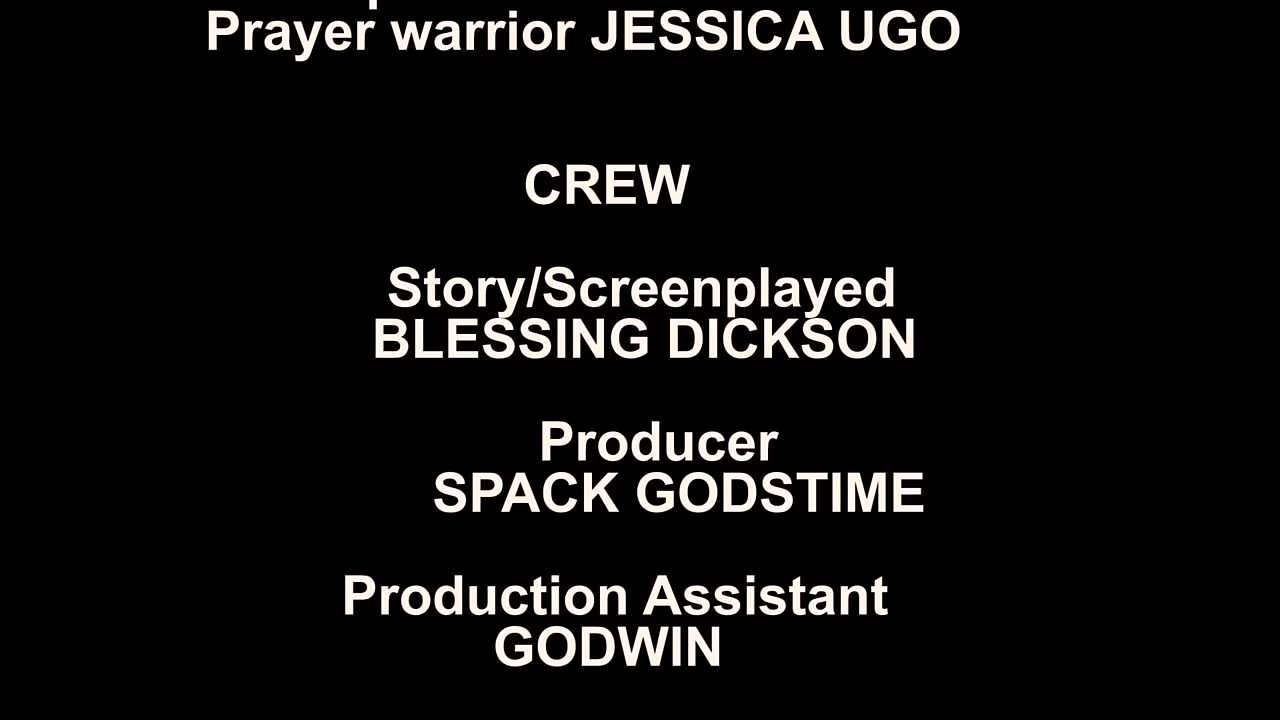 Prayer warrior JESSICA UGO
CREW
Story/Screenplayed
BLESSING DICKSON
Producer
SPACK GODSTIME
Production Assistant
GODWIN